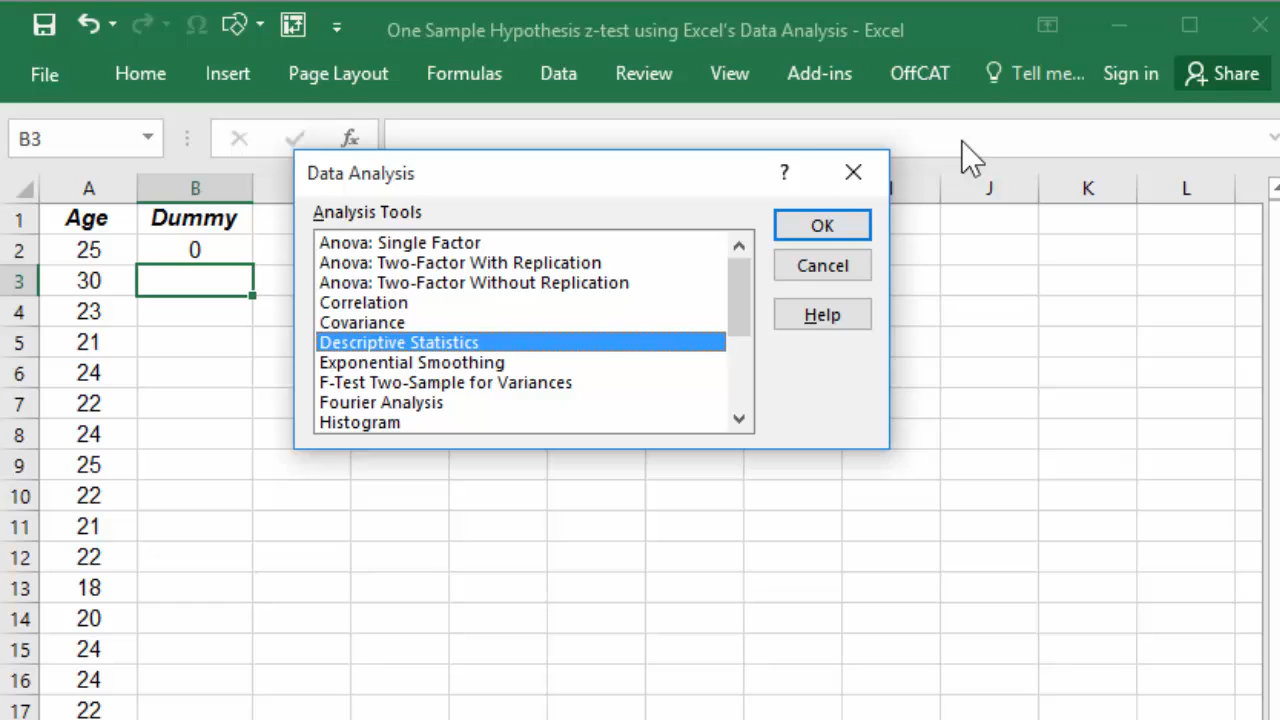 One Sample Hypothesis z-test using Excel's Data Analysis - Excel
File Home Insert Page Layout Formulas Data Review View Add-ins OffCAT Tell me... Sign in Share
B3 fx
Data Analysis ?
A B J K L
Analysis Tools
1 Age Dummy
OK
2 25 0
Anova: Single Factor
Anova: Two-Factor With Replication
Cancel
3 30
Anova: Two-Factor Without Replication
Correlation
4 23
Help
Covariance
5 21
Descriptive Statistics
Exponential Smoothing
6 24
F-Test Two-Sample for Variances
7 22
Fourier Analysis
Histogram
8 24
9 25
10 22
11 21
12 22
13 18
14 20
15 24
16 24
17 22